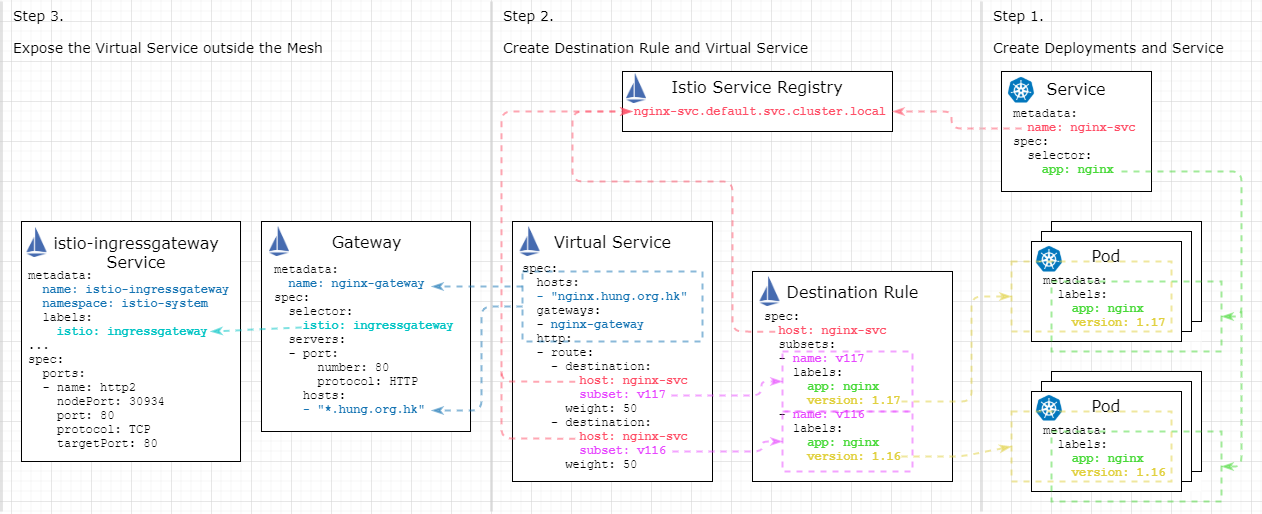 Step 3.
Expose the Virtual Service outside the Mesh
istio-ingressgateway
Service
metadata:
name: istio-ingressgateway
namespace: istio-system
labels:
istio: ingressgateway
...
spec:
ports:
- name: http2
nodePort: 30934
port: 80
protocol: TCP
targetPort: 80
Gateway
metadata:
name: nginx-gateway
spec:
selector:
istio: ingressgateway
servers:
- port:
number: 80
protocol: HTTP
hosts:
- "*.hung.org.hk"
Step 2.
Create Destination Rule and Virtual Service
Istio Service Registry
nginx-svc.default.svc.cluster.local
Virtual Service
spec:
hosts:
- "nginx.hung.org.hk"
gateways:
- nginx-gateway
http:
- route:
- destination:
host: nginx-svc
subset: v117
weight: 50
- destination:
host: nginx-svc
subset: v116
weight: 50
Destination Rule
spec:
host: nginx-svc
subsets:
- name: v117
labels:
app: nginx
version: 1.17
- name: v116
labels:
app: nginx
version: 1.16
Step 1.
Create Deployments and Service
Service
metadata:
name: nginx-svc
spec:
selector:
app: nginx
Pod
metadata:
labels:
app: nginx
version: 1.17
Pod
metadata:
labels:
app: nginx
version: 1.16